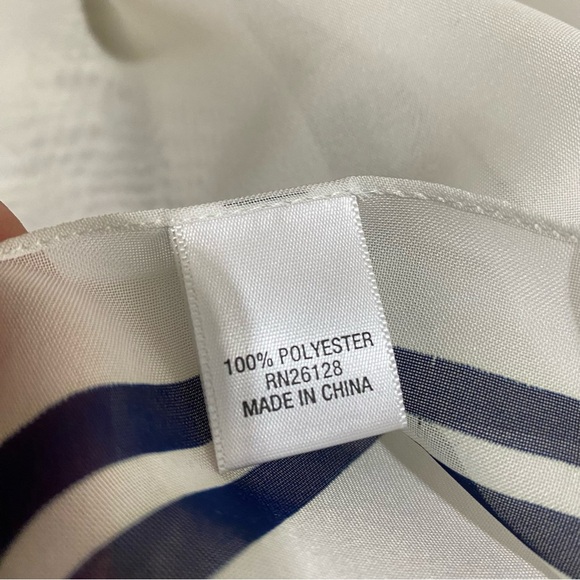 100% POLYESTER
RN26128
MADE IN CHINA